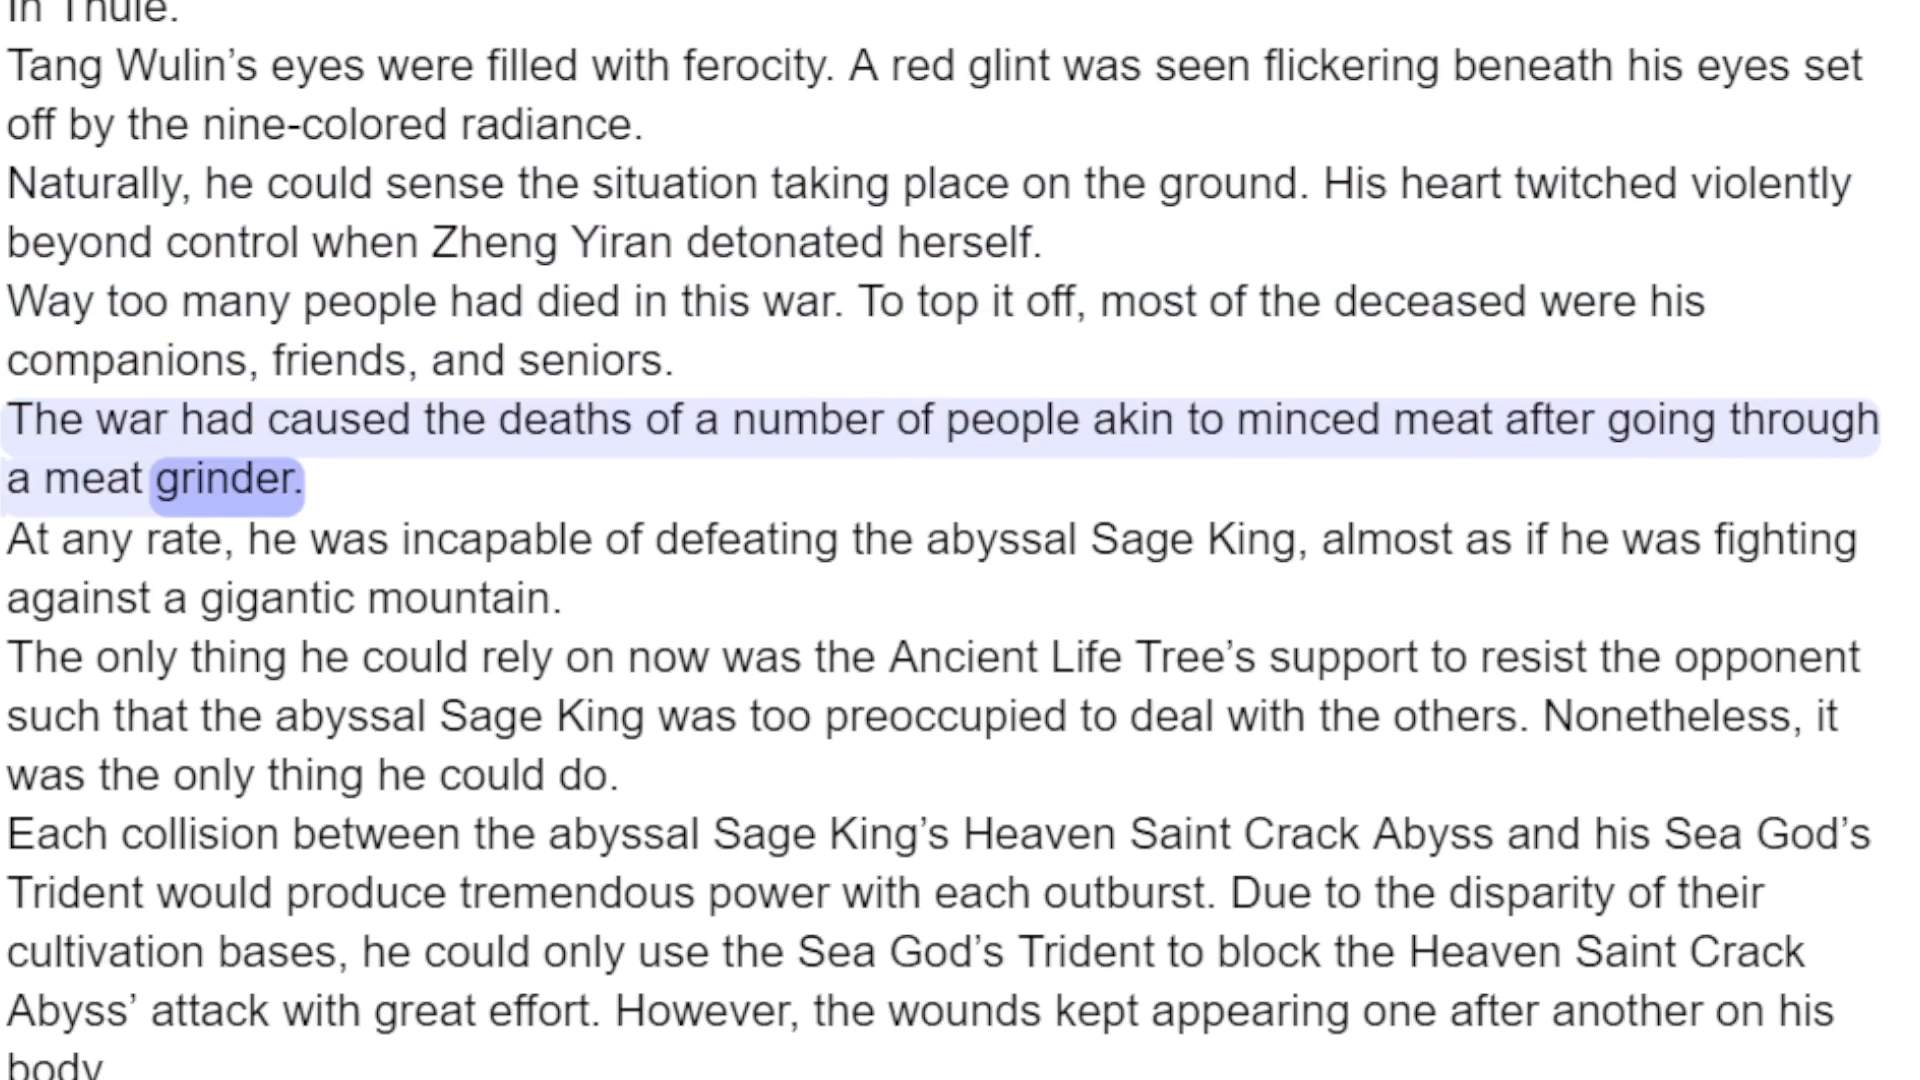 in Thule.
Tang Wulin’s eyes were filled with ferocity. A red glint was seen flickering beneath his eyes set
off by the nine-colored radiance.
Naturally, he could sense the situation taking place on the ground. His heart twitched violently
beyond control when Zheng Yiran detonated herself.
Way too many people had died in this war. To top it off, most of the deceased were his
companions, friends, and seniors.
The war had caused the deaths of a number of people akin to minced meat after going through
a meat grinder.
At any rate, he was incapable of defeating the abyssal Sage King, almost as if he was fighting
against a gigantic mountain.
The only thing he could rely on now was the Ancient Life Tree’s support to resist the opponent
such that the abyssal Sage King was too preoccupied to deal with the others. Nonetheless, it
was the only thing he could do.
Each collision between the abyssal Sage King’s Heaven Saint Crack Abyss and his Sea God’s
Trident would produce tremendous power with each outburst. Due to the disparity of their
cultivation bases, he could only use the Sea God’s Trident to block the Heaven Saint Crack
Abyss’ attack with great effort. However, the wounds kept appearing one after another on his
body